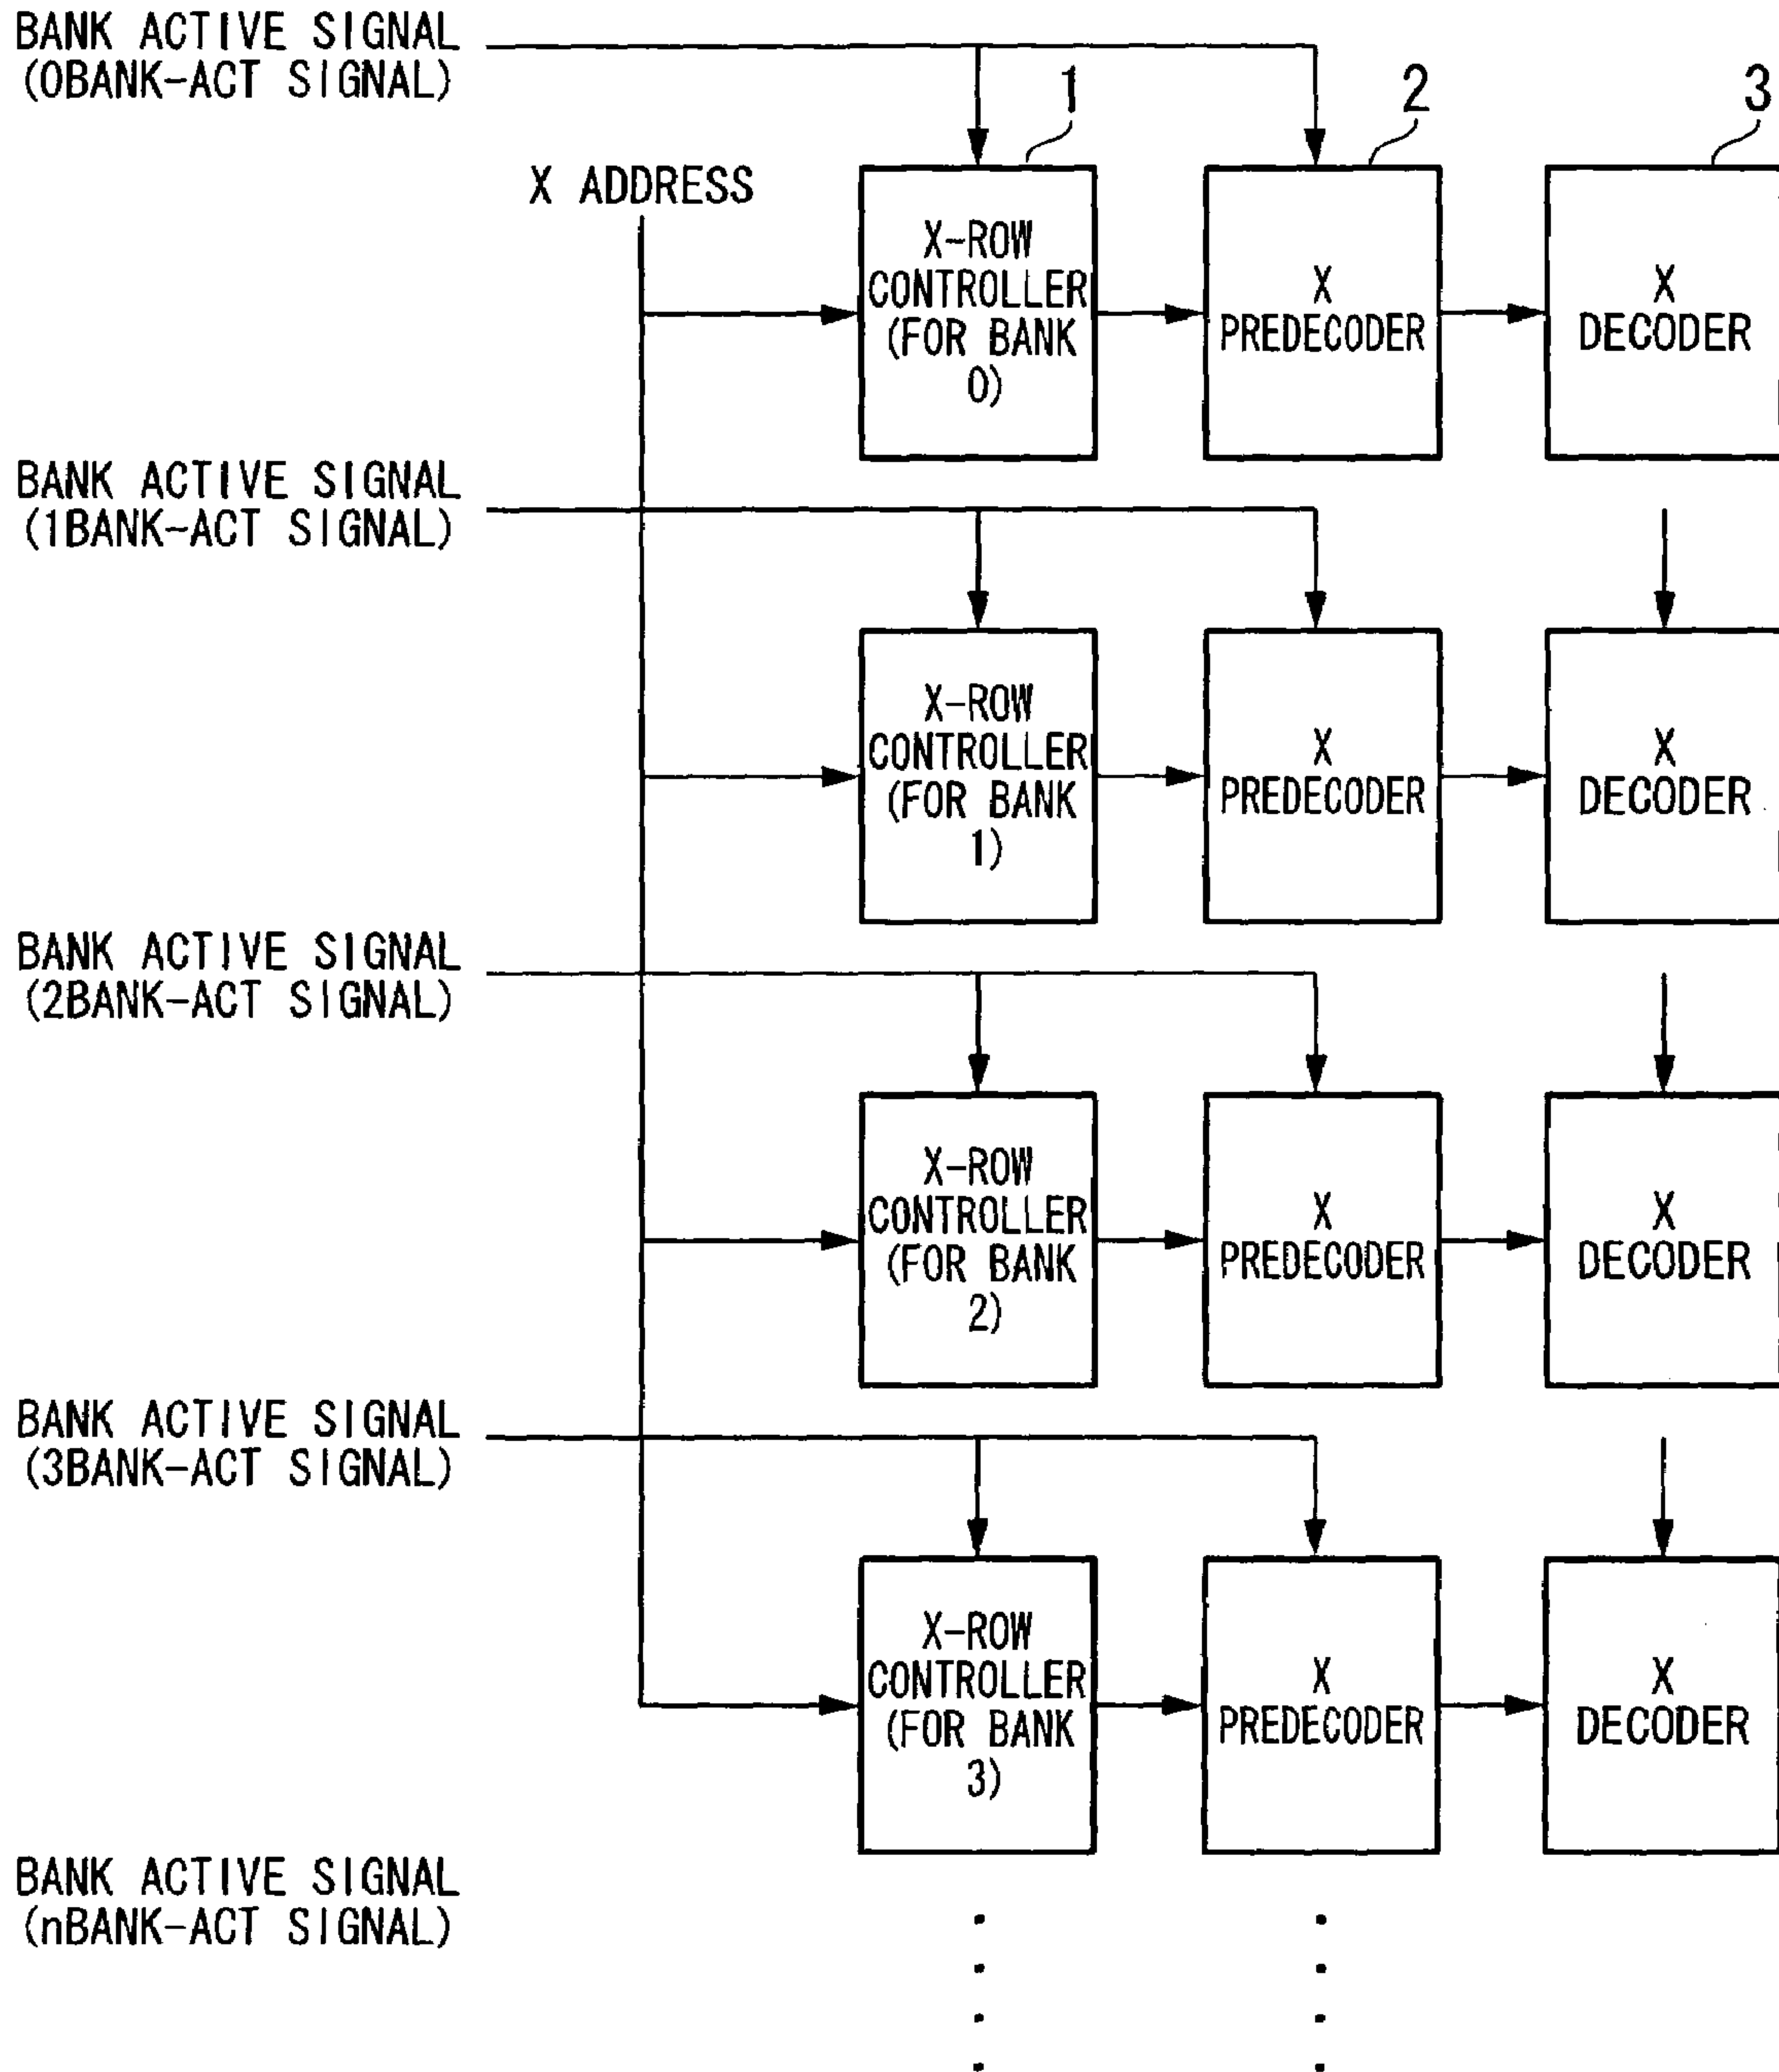 BANK ACTIVE SIGNAL
(0BANK-ACT SIGNAL)
1
2
3
X ADDRESS
X-ROW
CONTROLLER
(FOR BANK
0)
X
PREDECODER
X
DECODER
BANK ACTIVE SIGNAL
(1BANK-ACT SIGNAL)
X-ROW
CONTROLLER
(FOR BANK
1)
X
PREDECODER
X
DECODER
BANK ACTIVE SIGNAL
(2BANK-ACT SIGNAL)
X-ROW
CONTROLLER
(FOR BANK
2)
X
PREDECODER
X
DECODER
BANK ACTIVE SIGNAL
(3BANK-ACT SIGNAL)
X-ROW
CONTROLLER
(FOR BANK
3)
X
PREDECODER
X
DECODER
BANK ACTIVE SIGNAL
(nBANK-ACT SIGNAL)